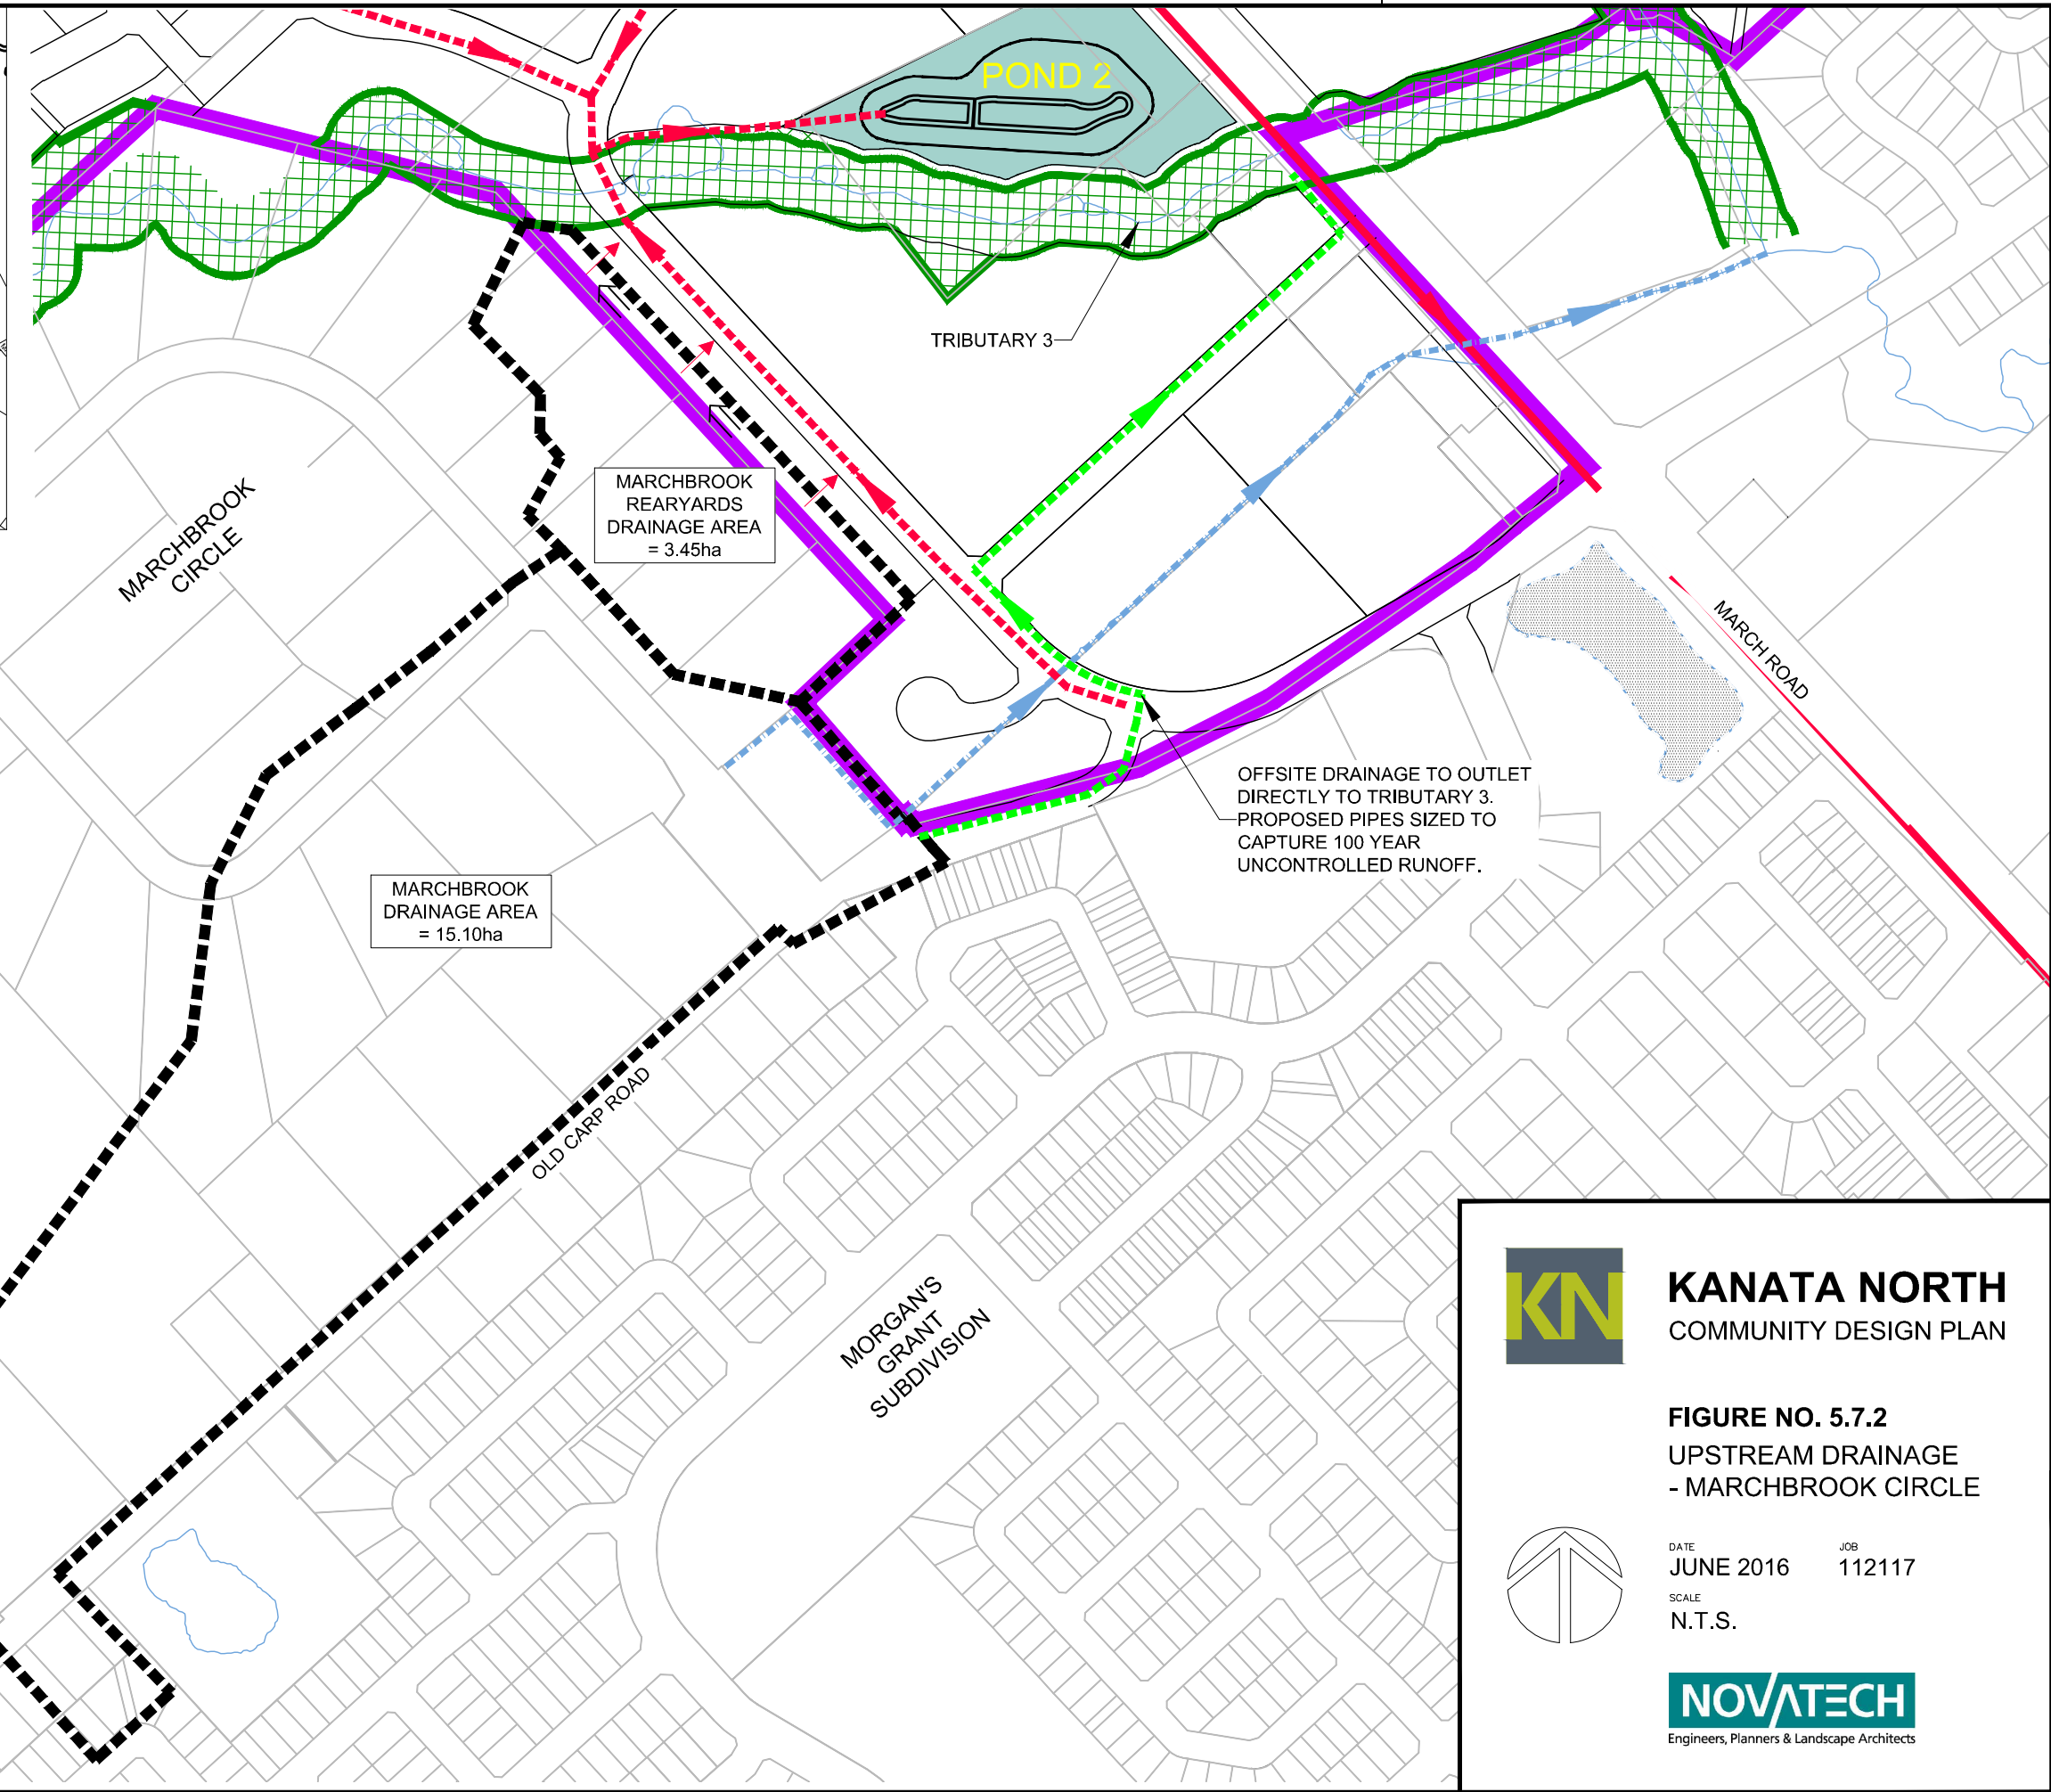 POND 2
TRIBUTARY 3
MARCHBROOK
CIRCLE
MARCHBROOK
REARYARDS
DRAINAGE AREA
= 3.45ha
MARCH ROAD
OFFSITE DRAINAGE TO OUTLET
DIRECTLY TO TRIBUTARY 3.
PROPOSED PIPES SIZED TO
CAPTURE 100 YEAR
UNCONTROLLED RUNOFF.
MARCHBROOK
DRAINAGE AREA
= 15.10ha
OLD CARP ROAD
MORGAN'S
GRANT
SUBDIVISION
KN
KANATA NORTH
COMMUNITY DESIGN PLAN
FIGURE NO. 5.7.2
UPSTREAM DRAINAGE
- MARCHBROOK CIRCLE
DATE JOB
JUNE 2016 112117
SCALE
N.T.S.
NOVATECH
Engineers, Planners & Landscape Architects